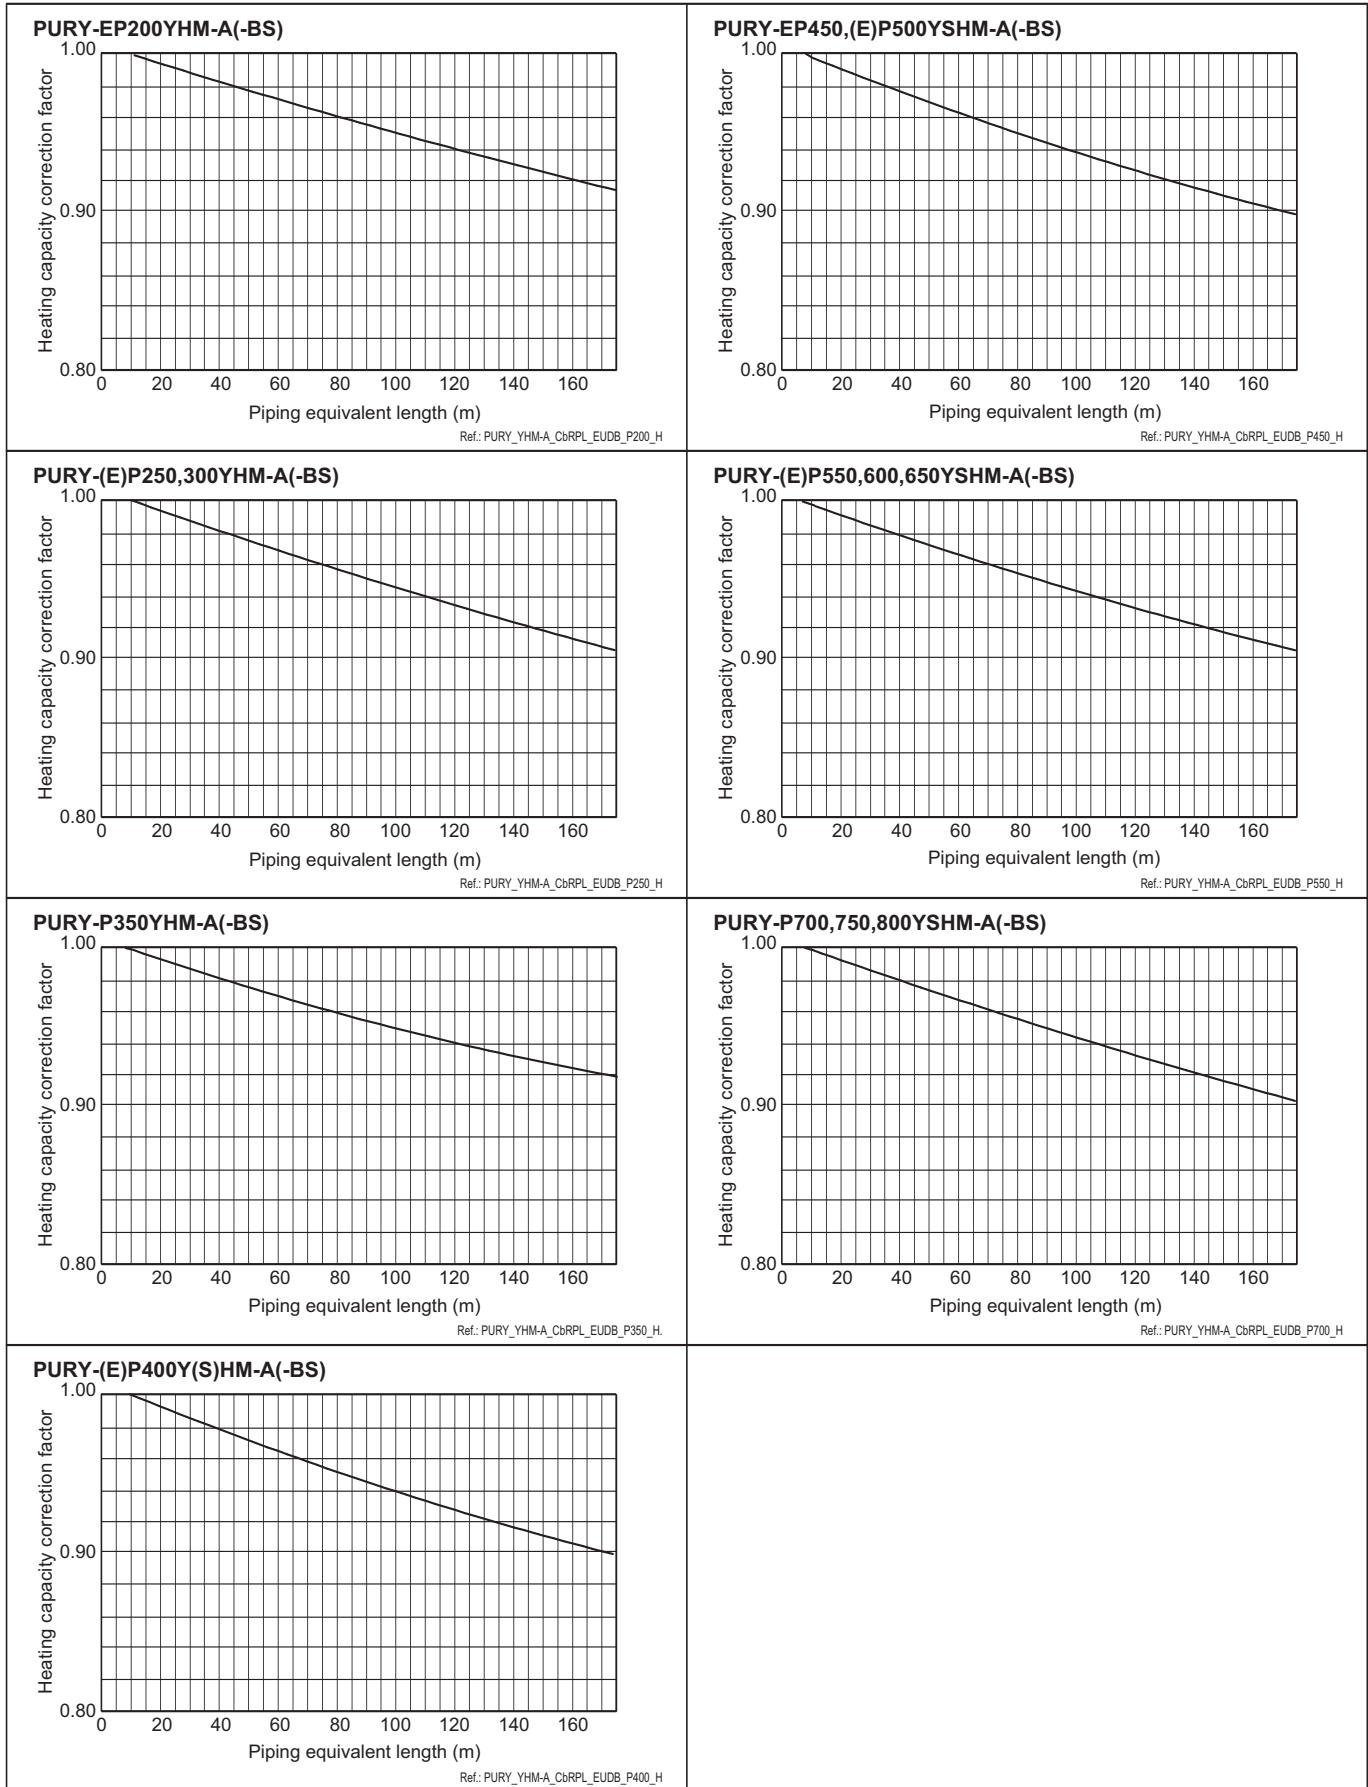 PURY-EP200YHM-A(-BS)
Heating capacity correction factor
1.00
0.90
0.80
0 20 40 60 80 100 120 140 160
Piping equivalent length (m)
Ref.: PURY_YHM-A_CbRPL_EUDB_P200_H
PURY-EP450,(E)P500YSHM-A(-BS)
Heating capacity correction factor
1.00
0.90
0.80
0 20 40 60 80 100 120 140 160
Piping equivalent length (m)
Ref.: PURY_YHM-A_CbRPL_EUDB_P450_H
PURY-(E)P250,300YHM-A(-BS)
Heating capacity correction factor
1.00
0.90
0.80
0 20 40 60 80 100 120 140 160
Piping equivalent length (m)
Ref.: PURY_YHM-A_CbRPL_EUDB_P250_H
PURY-(E)P550,600,650YSHM-A(-BS)
Heating capacity correction factor
1.00
0.90
0.80
0 20 40 60 80 100 120 140 160
Piping equivalent length (m)
Ref.: PURY_YHM-A_CbRPL_EUDB_P550_H
PURY-P350YHM-A(-BS)
Heating capacity correction factor
1.00
0.90
0.80
0 20 40 60 80 100 120 140 160
Piping equivalent length (m)
Ref.: PURY_YHM-A_CbRPL_EUDB_P350_H.
PURY-P700,750,800YSHM-A(-BS)
Heating capacity correction factor
1.00
0.90
0.80
0 20 40 60 80 100 120 140 160
Piping equivalent length (m)
Ref.: PURY_YHM-A_CbRPL_EUDB_P700_H
PURY-(E)P400Y(S)HM-A(-BS)
Heating capacity correction factor
1.00
0.90
0.80
0 20 40 60 80 100 120 140 160
Piping equivalent length (m)
Ref.: PURY_YHM-A_CbRPL_EUDB_P400_H